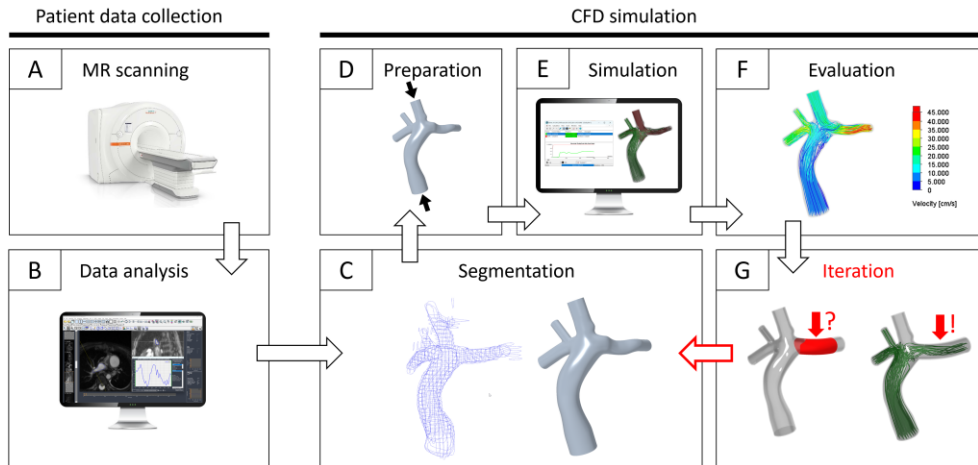 Patient data collection
CFD simulation
A
MR scanning
D
Preparation
E
Simulation
F
Evaluation
45.000
40.000
35.000
30.000
25.000
20.000
15.000
10.000
5.000
0
Velocity [cm/s]
B
Data analysis
C
Segmentation
G
Iteration
?
!